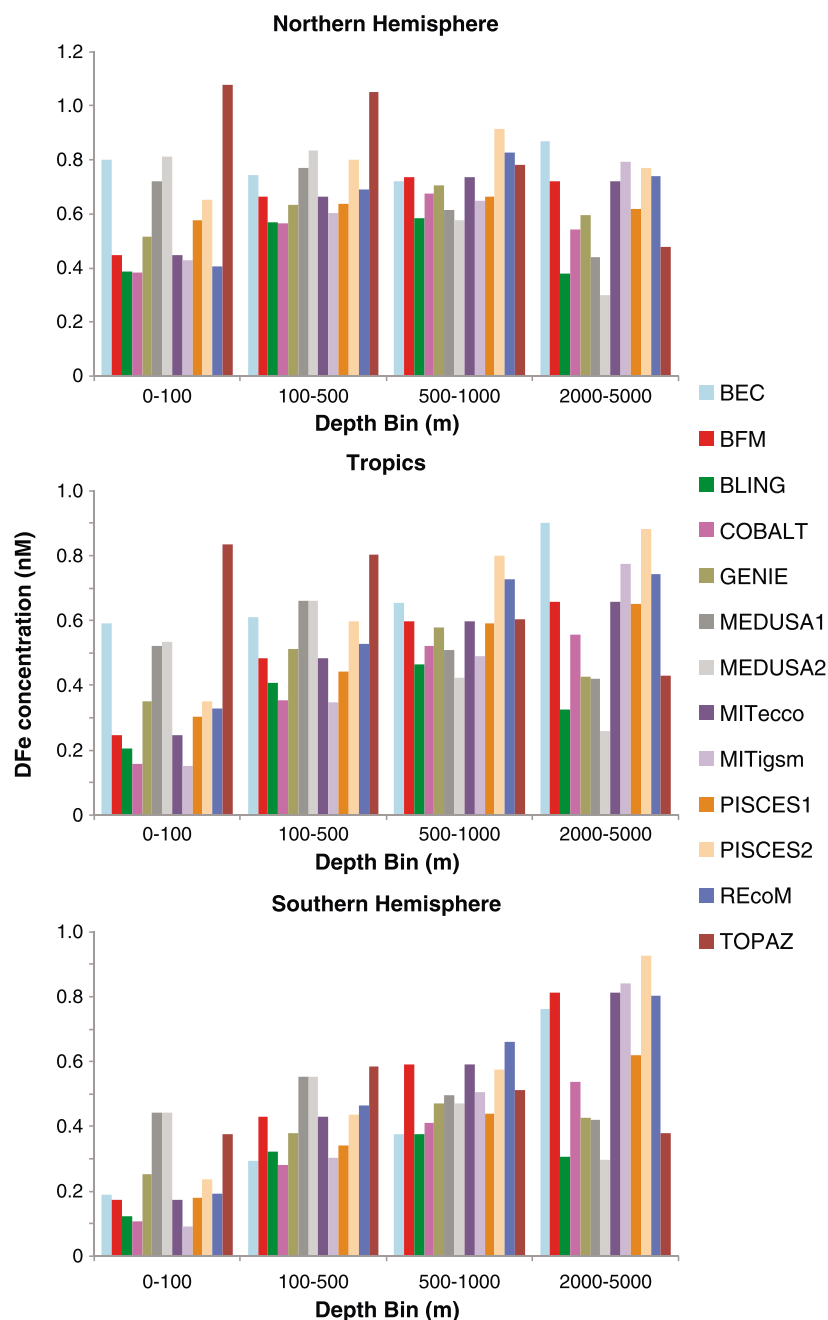 Northern Hemisphere
1.2
1.0
0.8
0.6
0.4
0.2
0
0-100 100-500 500-1000 2000-5000
Depth Bin (m)
Tropics
DFe concentration (nM)
1.0
0.8
0.6
0.4
0.2
0
0-100 100-500 500-1000 2000-5000
Depth Bin (m)
Southern Hemisphere
1.0
0.8
0.6
0.4
0.2
0
0-100 100-500 500-1000 2000-5000
Depth Bin (m)
BEC
BFM
BLING
COBALT
GENIE
MEDUSA1
MEDUSA2
MITecco
MITigsm
PISCES1
PISCES2
REcoM
TOPAZ